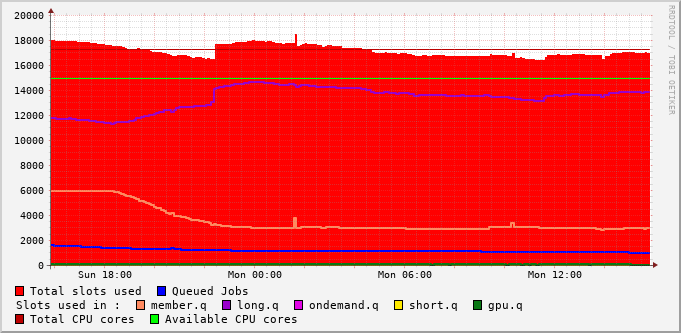 20000
18000
16000
14000
12000
10000
8000
6000
4000
2000
0
Sun 18:00 Mon 00:00 Mon 06:00 Mon 12:00
RRDTOOL / TOBI OETIKER
Total slots used Queued Jobs
Slots used in : member.q long.q ondemand.q short.q gpu.q
Total CPU cores Available CPU cores